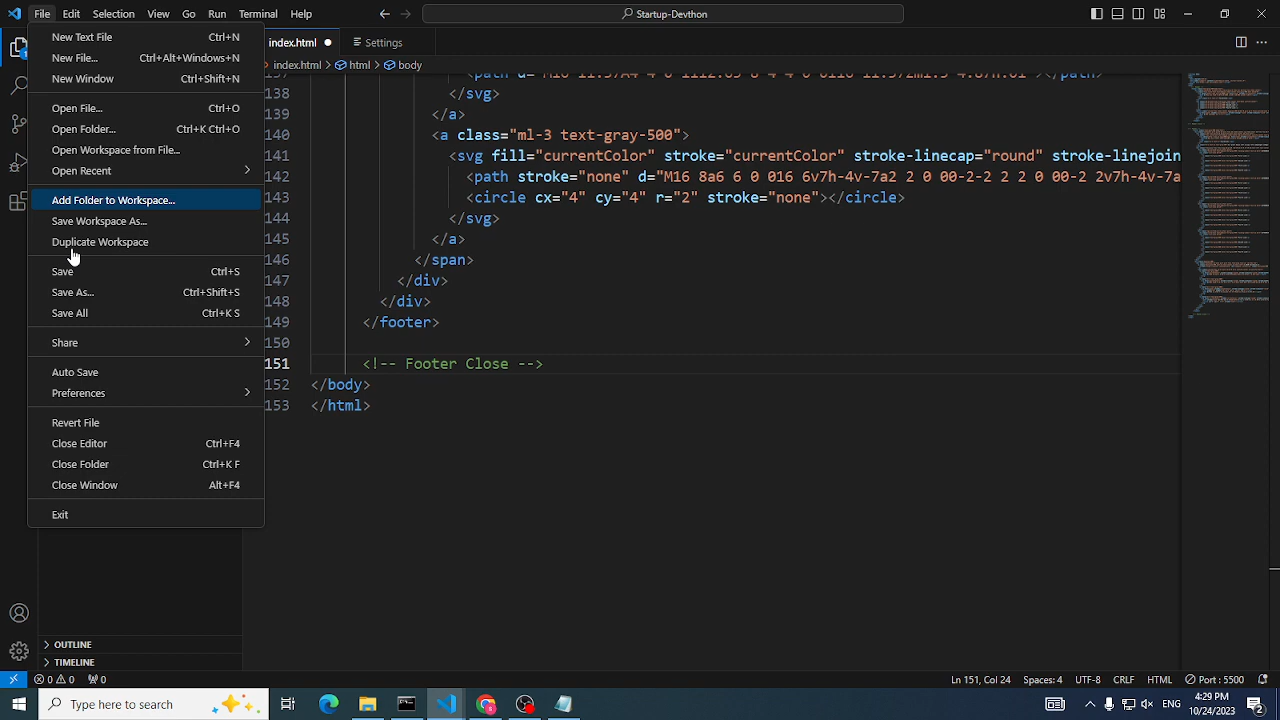 File Edit Selection View Go Run Terminal Help
Startup-Devthon
index.html
Settings
index.html > html > body
New Text File Ctrl+N
New File... Ctrl+Alt+Windows+N
New Window Ctrl+Shift+N
Open File... Ctrl+O
Open Folder... Ctrl+K Ctrl+O
Open Workspace from File...
Open Recent
Add Folder to Workspace...
Save Workspace As...
Duplicate Workspace
Save Ctrl+S
Save As... Ctrl+Shift+S
Save All Ctrl+K S
Share
Auto Save
Preferences
Revert File
Close Editor Ctrl+F4
Close Folder Ctrl+K F
Close Window Alt+F4
Exit
138 </svg>
139 </a>
140 <a class="ml-3 text-gray-500">
141 <svg fill="currentColor" stroke="currentColor" stroke-linecap="round" stroke-linejoin
142 <path stroke="none" d="M16 8a6 6 0 016 6v7h-4v-7a2 2 0 00-2-2 2 2 0 00-2 2v7h-4v-7a
143 <circle cx="4" cy="4" r="2" stroke="none"></circle>
144 </svg>
145 </a>
146 </span>
147 </div>
148 </div>
149 </footer>
150
151 <!-- Footer Close -->
152 </body>
153 </html>
OUTLINE
TIMELINE
0 0 0
Ln 151, Col 24 Spaces: 4 UTF-8 CRLF HTML Port : 5500
Type here to search
ENG
4:29 PM
10/24/2023
2